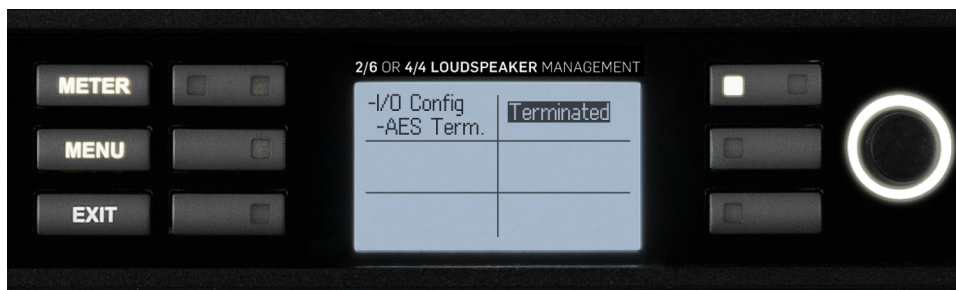 2/6 OR 4/4 LOUDSPEAKER MANAGEMENT
METER
MENU
EXIT
-I/O Config
-AES Term.
Terminated